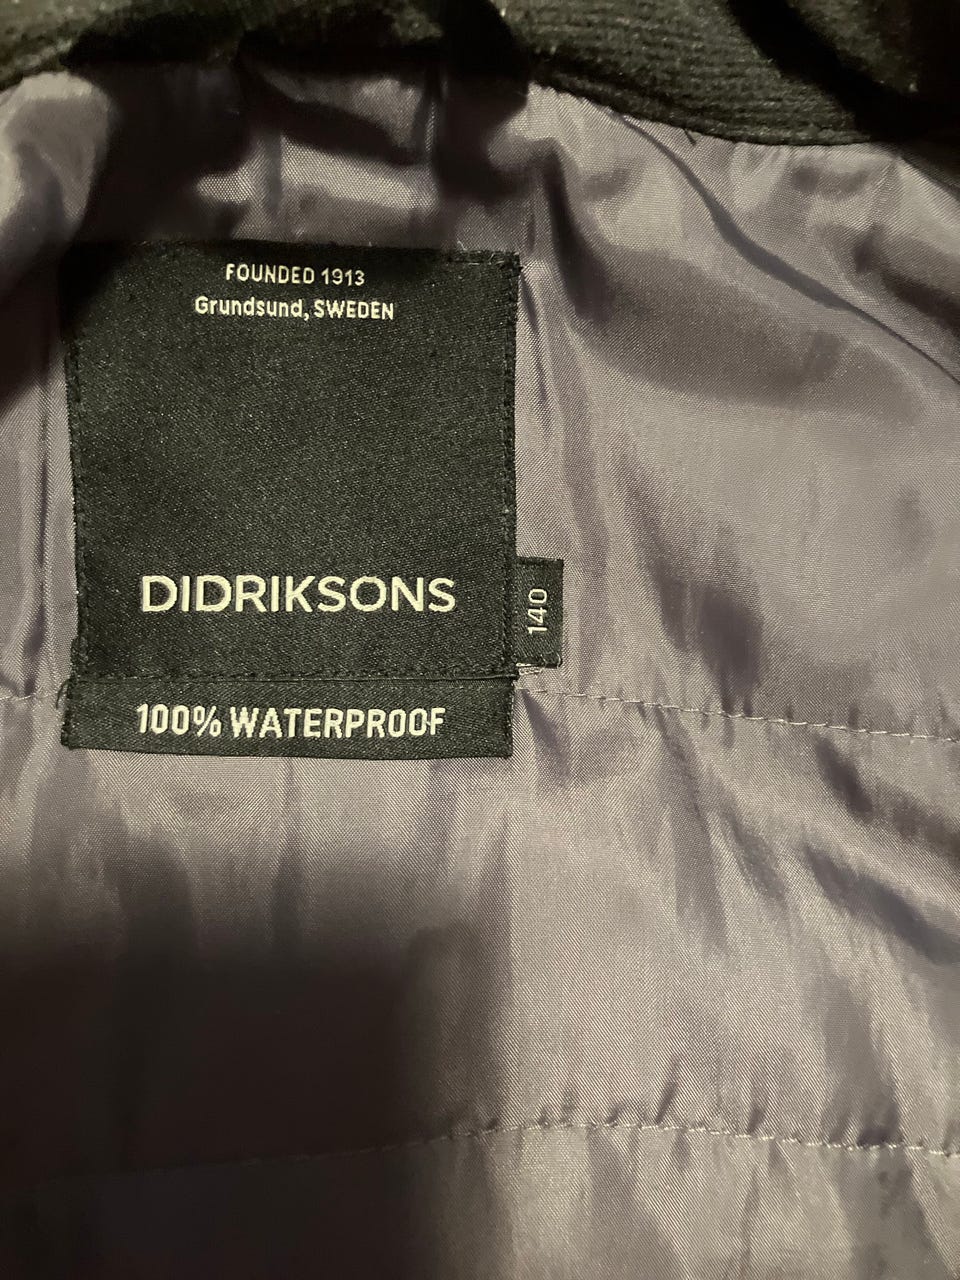 FOUNDED 1913
Grundsund, SWEDEN
DIDRIKSONS
140
100% WATERPROOF